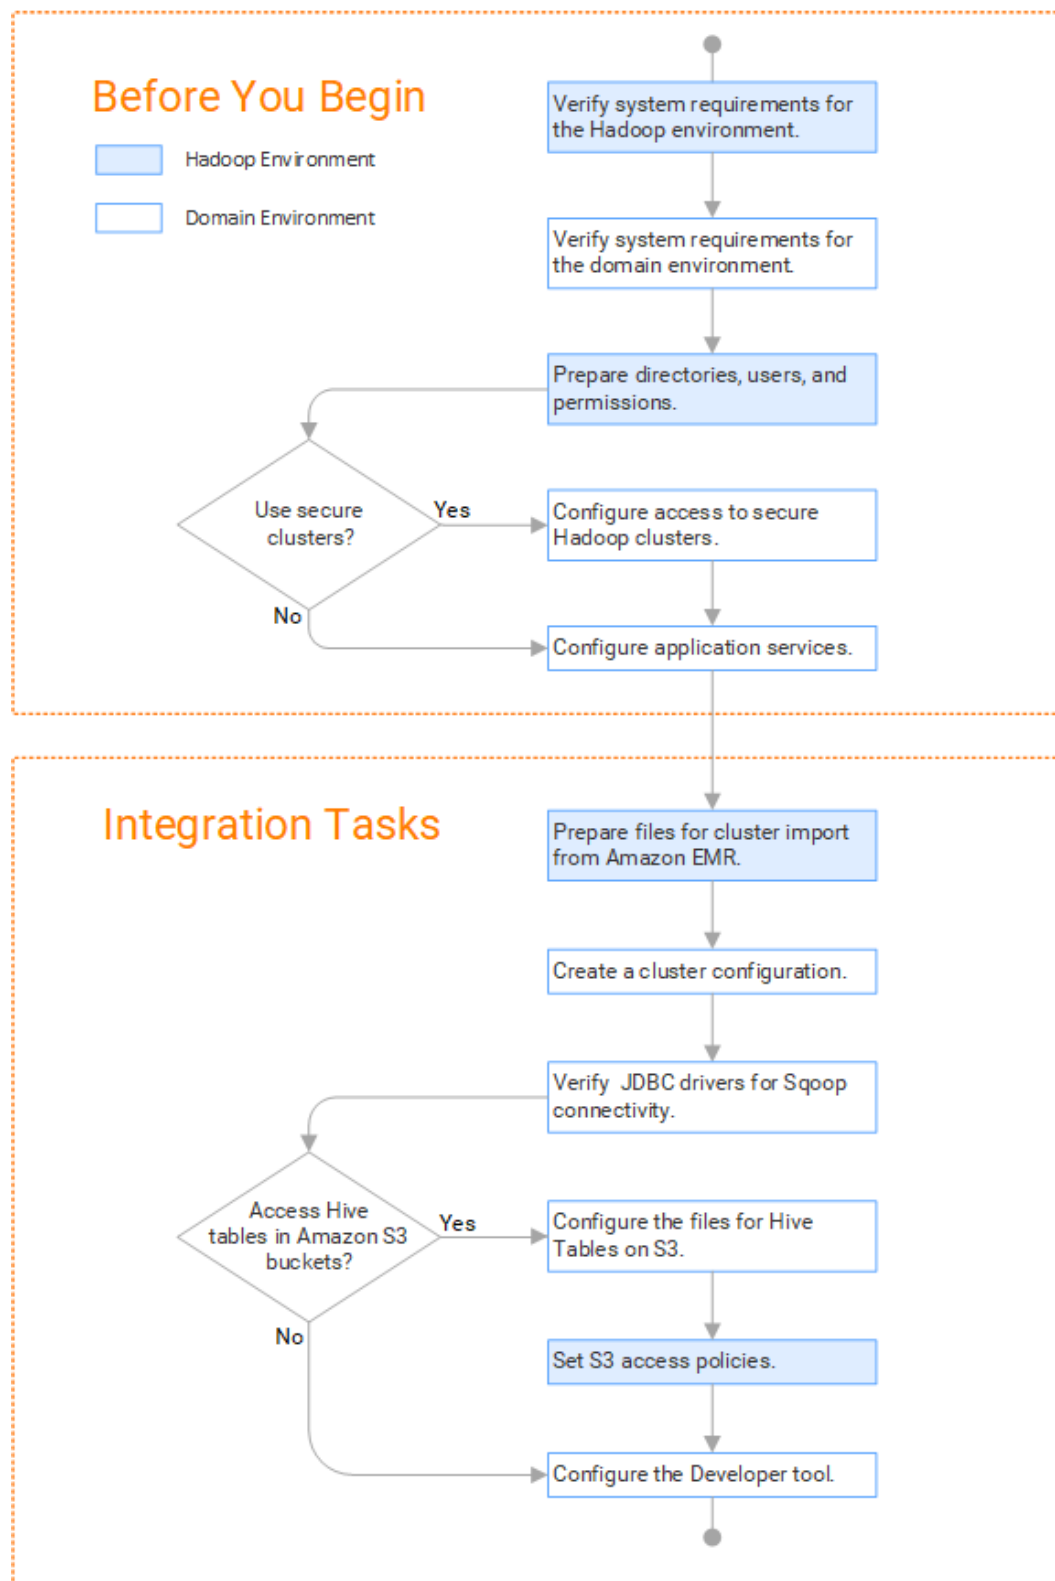 Before You Begin
Hadoop Environment
Domain Environment
Verify system requirements for
the Hadoop environment.
Verify system requirements for
the domain environment.
Prepare directories, users, and
permissions.
Use secure
clusters?
Yes
No
Configure access to secure
Hadoop clusters.
Configure application services.
Integration Tasks
Prepare files for cluster import
from Amazon EMR.
Create a cluster configuration.
Verify JDBC drivers for Sqoop
connectivity.
Access Hive
tables in Amazon S3
buckets?
Yes
No
Configure the files for Hive
Tables on S3.
Set S3 access policies.
Configure the Developer tool.